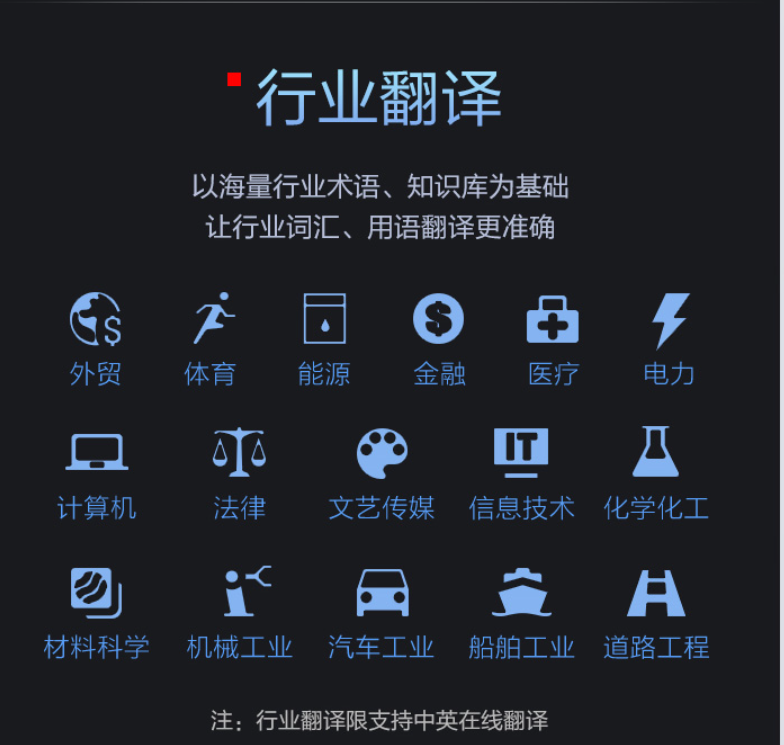 行业翻译
以海量行业术语、知识库为基础
让行业词汇、用语翻译更准确
$ $
外贸 体育 能源 金融 医疗 电力
IT
计算机 法律 文艺传媒 信息技术 化学化工
材料科学 机械工业 汽车工业 船舶工业 道路工程
注：行业翻译限支持中英在线翻译